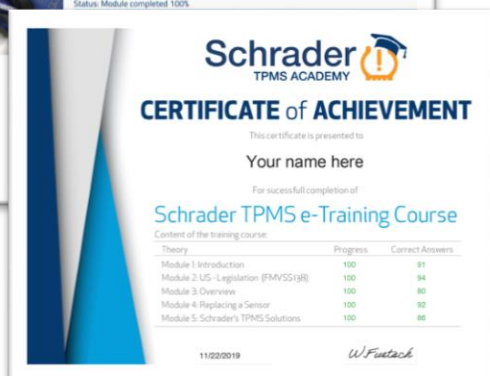 Status: Module completed 100%
Schrader
TPMS ACADEMY
CERTIFICATE of ACHIEVEMENT
This certificate is presented to
Your name here
For sucessfull completion of
Schrader TPMS e-Training Course
Content of the training course:
Theory Progress Correct Answers
Module 1: Introduction 100 91
Module 2: US - Legislation (FMVSS138) 100 94
Module 3: Overview 100 80
Module 4: Replacing a Sensor 100 92
Module 5: Schrader's TPMS Solutions 100 86
11/22/2019